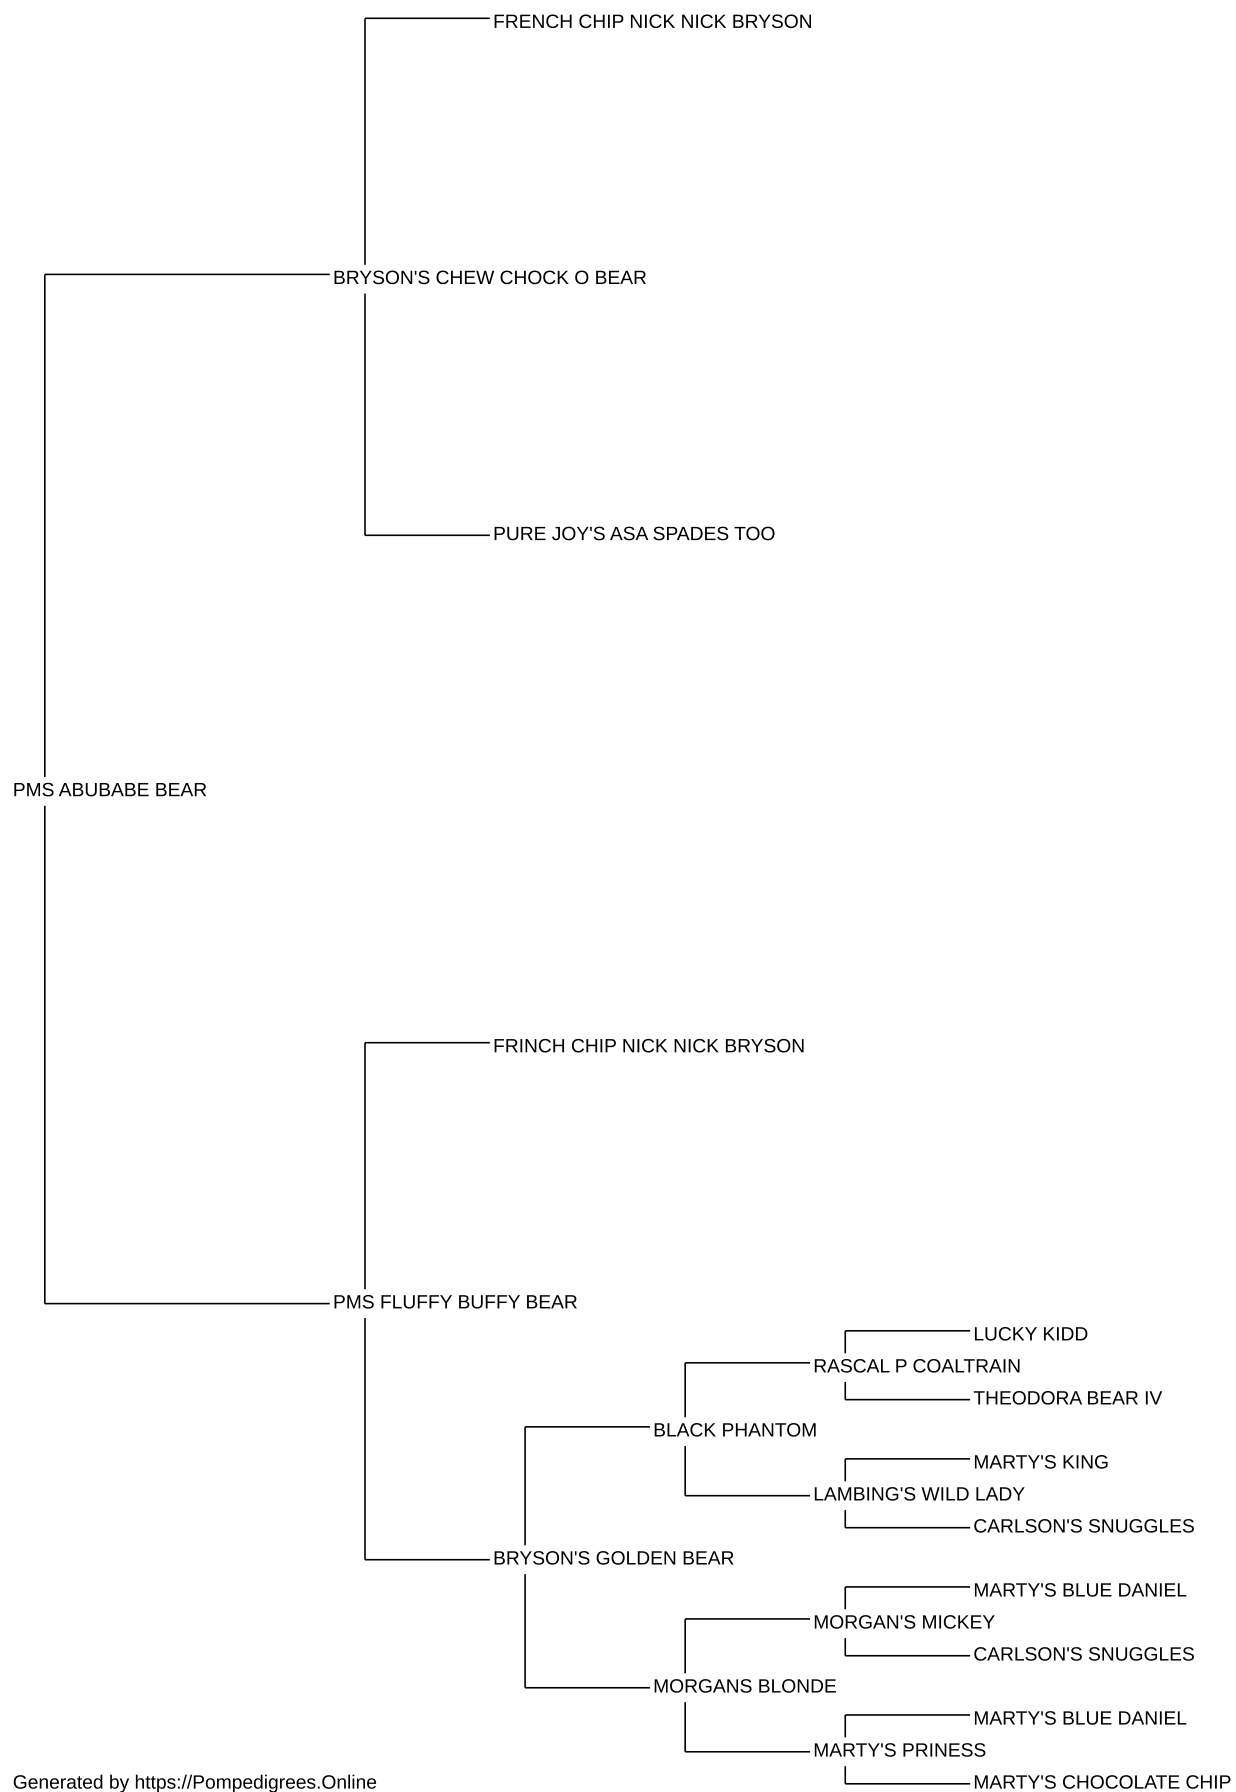 FRENCH CHIP NICK NICK BRYSON
BRYSON'S CHEW CHOCK O BEAR
PURE JOY'S ASA SPADES TOO
PMS ABUBABE BEAR
FRINCH CHIP NICK NICK BRYSON
PMS FLUFFY BUFFY BEAR
LUCKY KIDD
RASCAL P COALTRAIN
THEODORA BEAR IV
BLACK PHANTOM
MARTY'S KING
LAMBING'S WILD LADY
CARLSON'S SNUGGLES
BRYSON'S GOLDEN BEAR
MARTY'S BLUE DANIEL
MORGAN'S MICKEY
CARLSON'S SNUGGLES
MORGANS BLONDE
MARTY'S BLUE DANIEL
MARTY'S PRINESS
Generated by https://Pompedigrees.Online
MARTY'S CHOCOLATE CHIP